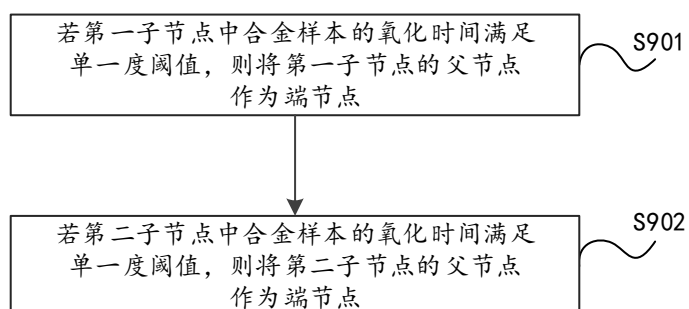 若第一子节点中合金样本的氧化时间满足
单一度阈值，则将第一子节点的父节点
作为端节点
S901
若第二子节点中合金样本的氧化时间满足
单一度阈值，则将第二子节点的父节点
作为端节点
S902